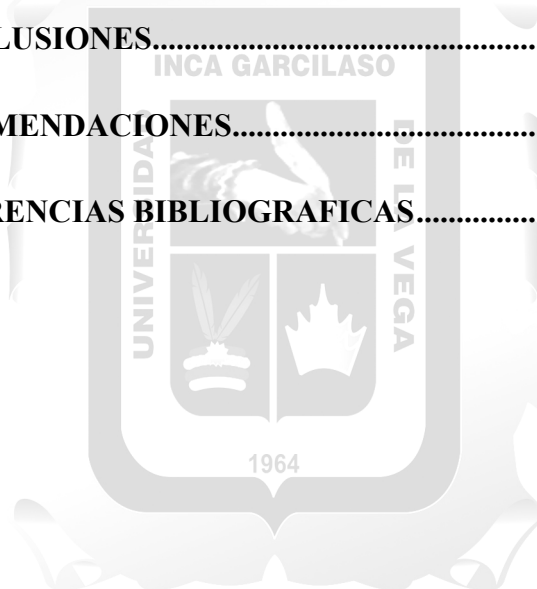 LUSIONES..................................................
INCA GARCILASO
MENDACIONES........................................
RENCIAS BIBLIOGRAFICAS...............
UNIVERSIDAD
DE LA VEGA
1964